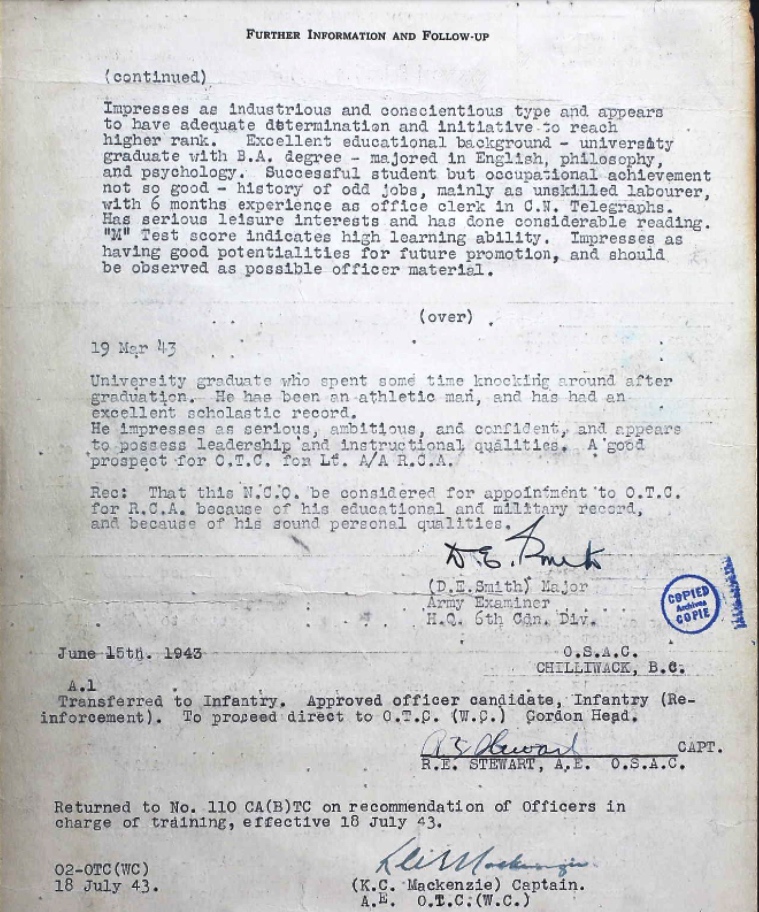 FURTHER INFORMATION AND FOLLOW-UP
(continued)
Impresses as industrious and conscientious type and appears
to have adequate determination and initiative to reach
higher rank. Excellent educational background - university
graduate with B.A. degree - majored in English, philosophy,
and psychology. Successful student but occupational achievement
not so good - history of odd jobs, mainly as unskilled labourer,
with 6 months experience as office clerk in C.N. Telegraphs.
Has serious leisure interests and has done considerable reading.
"M" Test score indicates high learning ability. Impresses as
having good potentialities for future promotion, and should
be observed as possible officer material.
(over)
19 Mar 43
University graduate who spent some time knocking around after
graduation. He has been an athletic man, and has had an
excellent scholastic record.
He impresses as serious, ambitious, and confident, and appears
to possess leadership and instructional qualities. A good
prospect for O.T.C. for Lt. A/A R.C.A.
Rec: That this N.C.O. be considered for appointment to O.T.C.
for R.C.A. because of his educational and military record,
and because of his sound personal qualities.
D.E. Smith
(D.E.Smith) Major
Army Examiner
H.Q. 6th Cdn. Div.
COPIED
Archives
COPIE
June 15th. 1943
O.S.A.C.
CHILLIWACK, B.C.
A.1
Transferred to Infantry. Approved officer candidate, Infantry (Re-
inforcement). To proceed direct to O.T.C. (W.C.) Gordon Head.
CAPT.
R.E. STEWART, A.E. O.S.A.C.
Returned to No. 110 CA(B)TC on recommendation of Officers in
charge of training, effective 18 July 43.
O2-OTC(WC)
18 July 43.
(K.C. Mackenzie) Captain.
A.E. O.T.C.(W.C.)